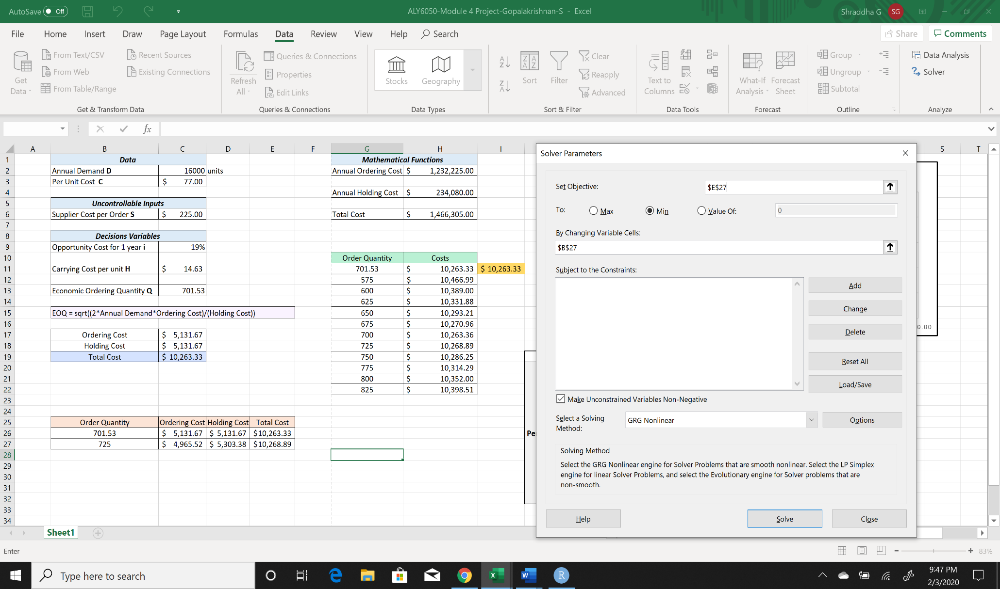 AutoSave Off
ALY6050-Module 4 Project-Gopalakrishnan-S - Excel
Shraddha G SG
File Home Insert Draw Page Layout Formulas Data Review View Help Search Share Comments
Get Data
From Text/CSV
From Web
From Table/Range
Recent Sources
Existing Connections
Get & Transform Data
Refresh All
Queries & Connections
Properties
Edit Links
Queries & Connections
Stocks Geography
Data Types
Sort Filter
Clear
Reapply
Advanced
Sort & Filter
Text to Columns
Data Tools
What-If Analysis
Forecast Sheet
Forecast
Group
Ungroup
Subtotal
Outline
Data Analysis
Solver
Analyze
fx
A B C D E F G H I S T
1 Data Mathematical Functions
2 Annual Demand D 16000 units Annual Ordering Cost $ 1,232,225.00
3 Per Unit Cost C $ 77.00
4 Annual Holding Cost $ 234,080.00
5 Uncontrollable Inputs
6 Supplier Cost per Order S $ 225.00 Total Cost $ 1,466,305.00
7
8 Decisions Variables
9 Opportunity Cost for 1 year i 19%
10 Order Quantity Costs
11 Carrying Cost per unit H $ 14.63 701.53 $ 10,263.33 $ 10,263.33
12 575 $ 10,466.99
13 Economic Ordering Quantity Q 701.53 600 $ 10,389.00
14 625 $ 10,331.88
15 EOQ = sqrt((2*Annual Demand*Ordering Cost)/(Holding Cost)) 650 $ 10,293.21
16 675 $ 10,270.96
17 Ordering Cost $ 5,131.67 700 $ 10,263.36
18 Holding Cost $ 5,131.67 725 $ 10,268.89
19 Total Cost $ 10,263.33 750 $ 10,286.25
20 775 $ 10,314.29
21 800 $ 10,352.00
22 825 $ 10,398.51
23
24
25 Order Quantity Ordering Cost Holding Cost Total Cost
26 701.53 $ 5,131.67 $ 5,131.67 $10,263.33
27 725 $ 4,965.52 $ 5,303.38 $10,268.89
28
29
30
31
32
33
34
0.00
Pe
Solver Parameters
Set Objective: $E$27
To: Max Min Value Of: 0
By Changing Variable Cells:
$B$27
Subject to the Constraints:
Add
Change
Delete
Reset All
Load/Save
Make Unconstrained Variables Non-Negative
Select a Solving Method: GRG Nonlinear Options
Solving Method
Select the GRG Nonlinear engine for Solver Problems that are smooth nonlinear. Select the LP Simplex
engine for linear Solver Problems, and select the Evolutionary engine for Solver problems that are
non-smooth.
Help Solve Close
Sheet1
Enter
83%
Type here to search
9:47 PM
2/3/2020